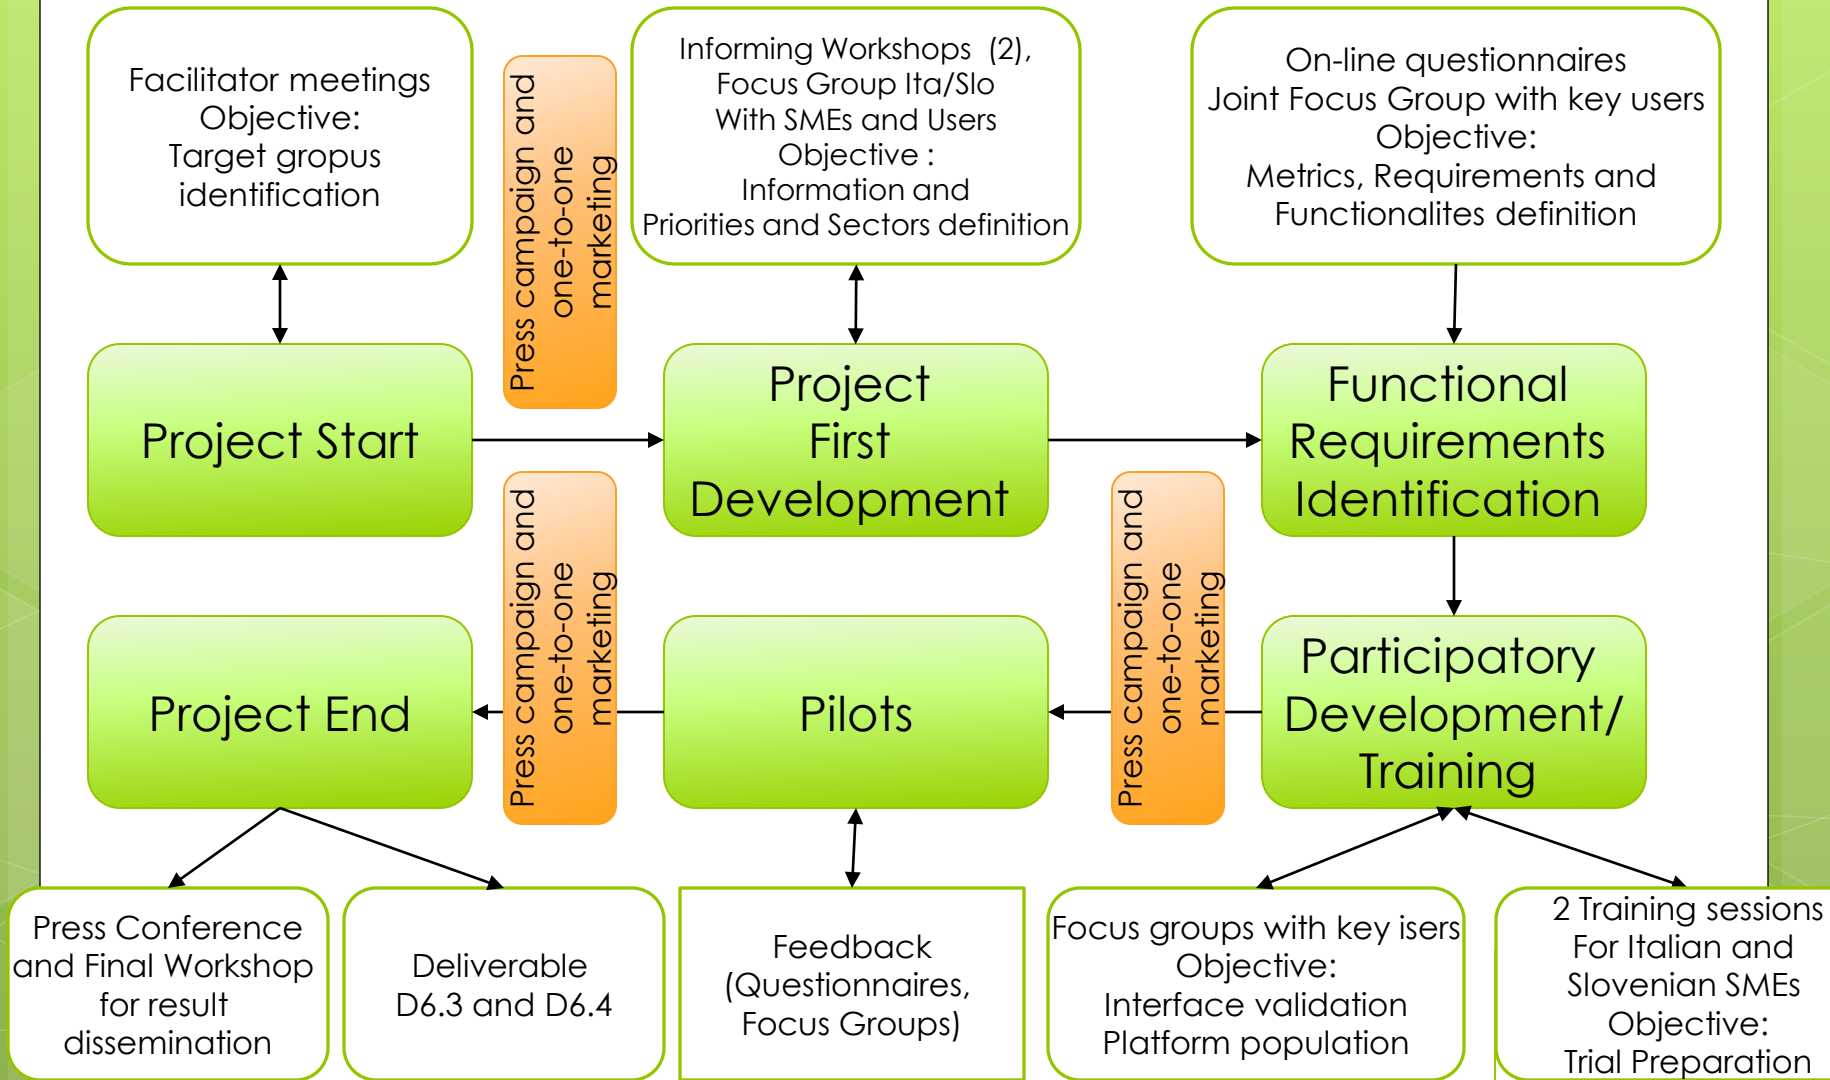 Facilitator meetings
Objective:
Target gropus
identification
Press campaign and
one-to-one
marketing
Informing Workshops (2),
Focus Group Ita/Slo
With SMEs and Users
Objective :
Information and
Priorities and Sectors definition
On-line questionnaires
Joint Focus Group with key users
Objective:
Metrics, Requirements and
Functionalites definition
Project Start
Project
First
Development
Functional
Requirements
Identification
Press campaign and
one-to-one
marketing
Press campaign and
one-to-one
marketing
Project End
Pilots
Participatory
Development/
Training
Press Conference
and Final Workshop
for result
dissemination
Deliverable
D6.3 and D6.4
Feedback
(Questionnaires,
Focus Groups)
Focus groups with key isers
Objective:
Interface validation
Platform population
2 Training sessions
For Italian and
Slovenian SMEs
Objective:
Trial Preparation